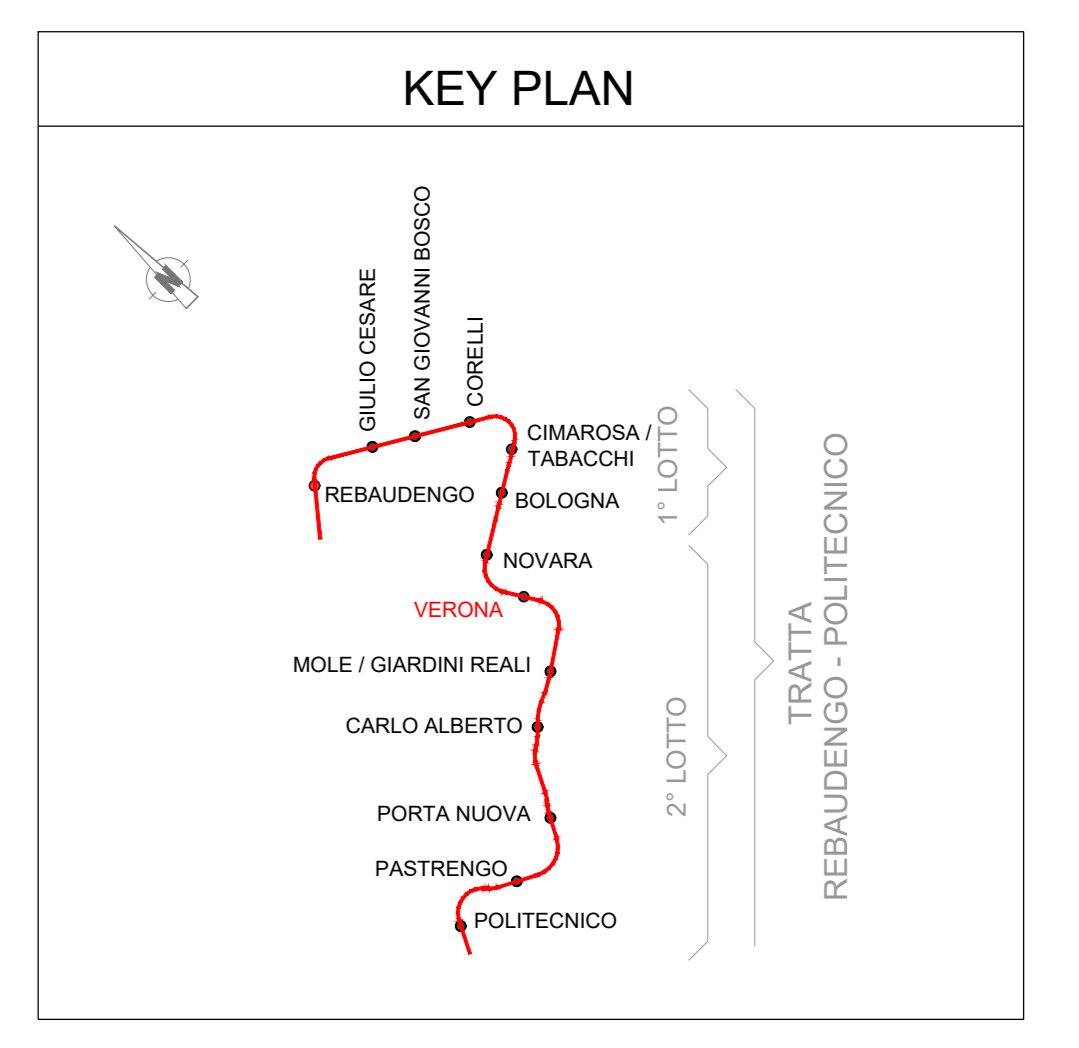 KEY PLAN
N
GIULIO CESARE
SAN GIOVANNI BOSCO
CORELLI
CIMAROSA /
TABACCHI
REBAUDENGO
BOLOGNA
NOVARA
VERONA
MOLE / GIARDINI REALI
CARLO ALBERTO
PORTA NUOVA
PASTRENGO
POLITECNICO
1° LOTTO
2° LOTTO
TRATTA
REBAUDENGO - POLITECNICO